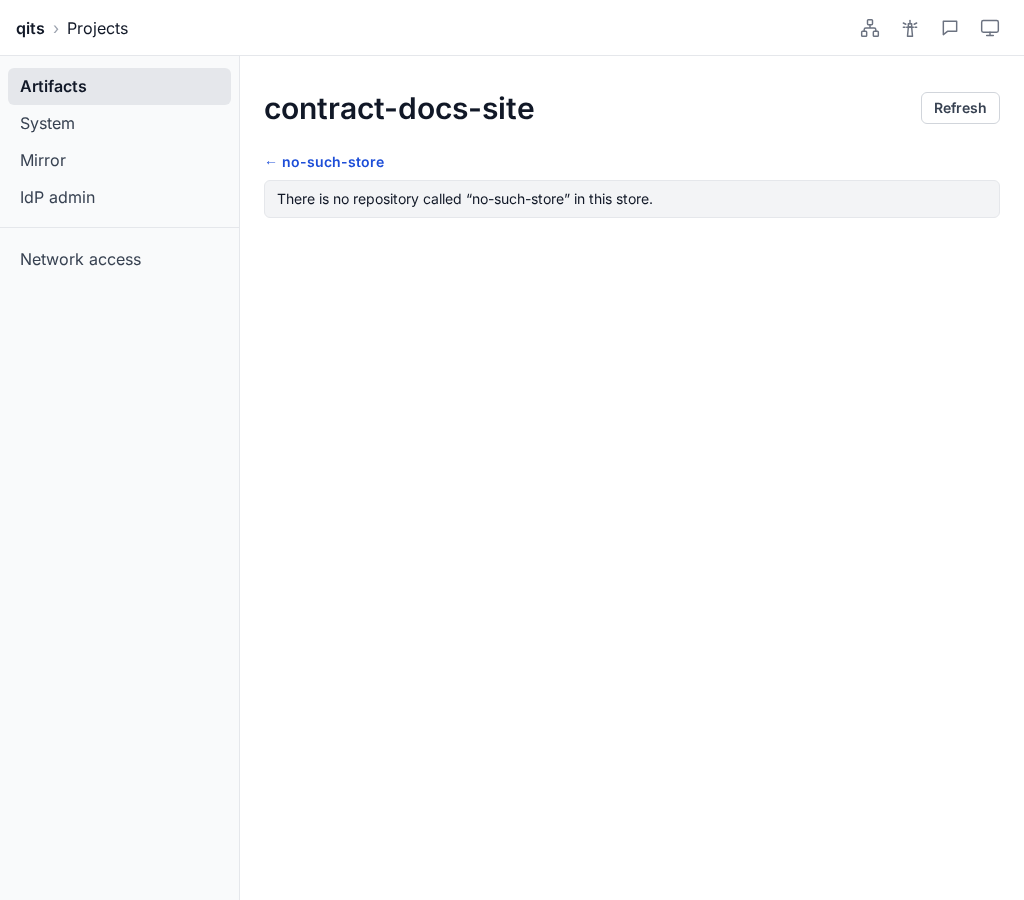 qits › Projects
Artifacts
System
Mirror
IdP admin
Network access
contract-docs-site
Refresh
← no-such-store
There is no repository called “no-such-store” in this store.